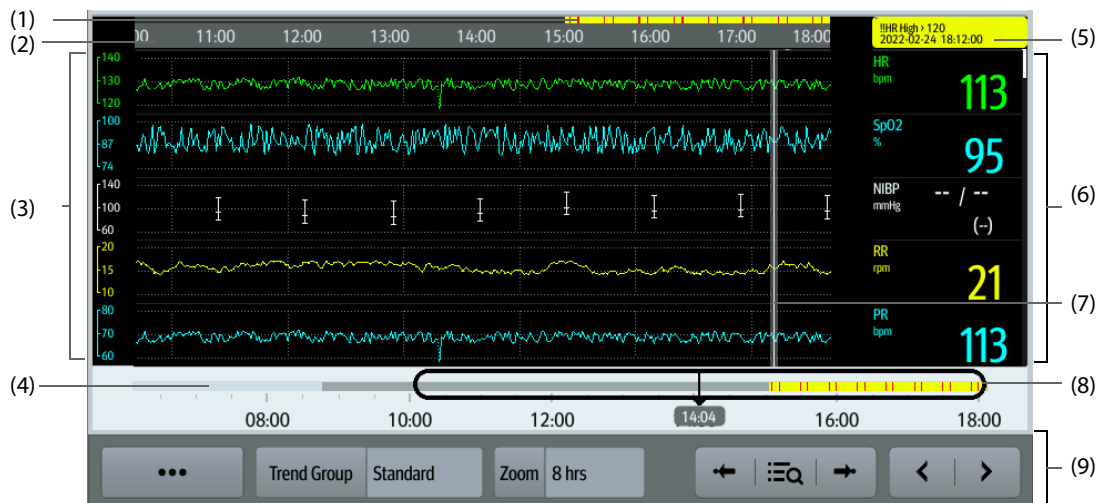 (1)
(2) 00 11:00 12:00 13:00 14:00 15:00 16:00 17:00 18:00
!!HR High > 120
2022-02-24 18:12:00
(5)
140
130
120
HR
bpm
113
100
87
74
SpO2
%
95
(3)
140
100
60
NIBP
mmHg
-- / --
(--)
(6)
20
15
10
RR
rpm
21
(7)
80
70
60
PR
bpm
113
(4)
(8)
08:00 10:00 12:00 14:04 16:00 18:00
••• Trend Group Standard Zoom 8 hrs < >
(9)